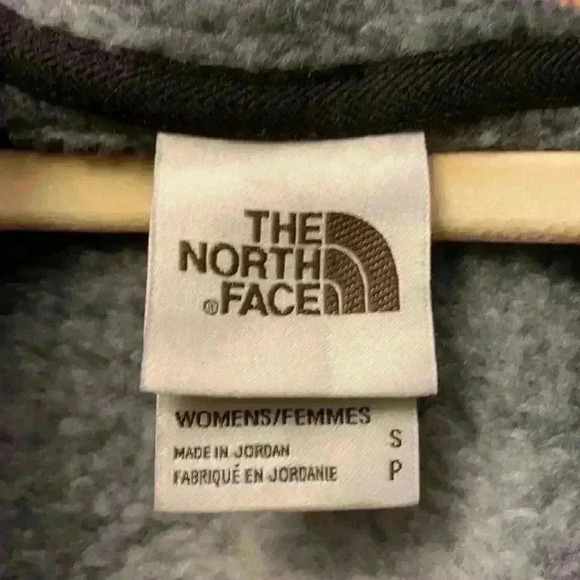 THE
NORTH
®FACE
WOMENS/FEMMES
S
MADE IN JORDAN
FABRIQUÉ EN JORDANIE
P